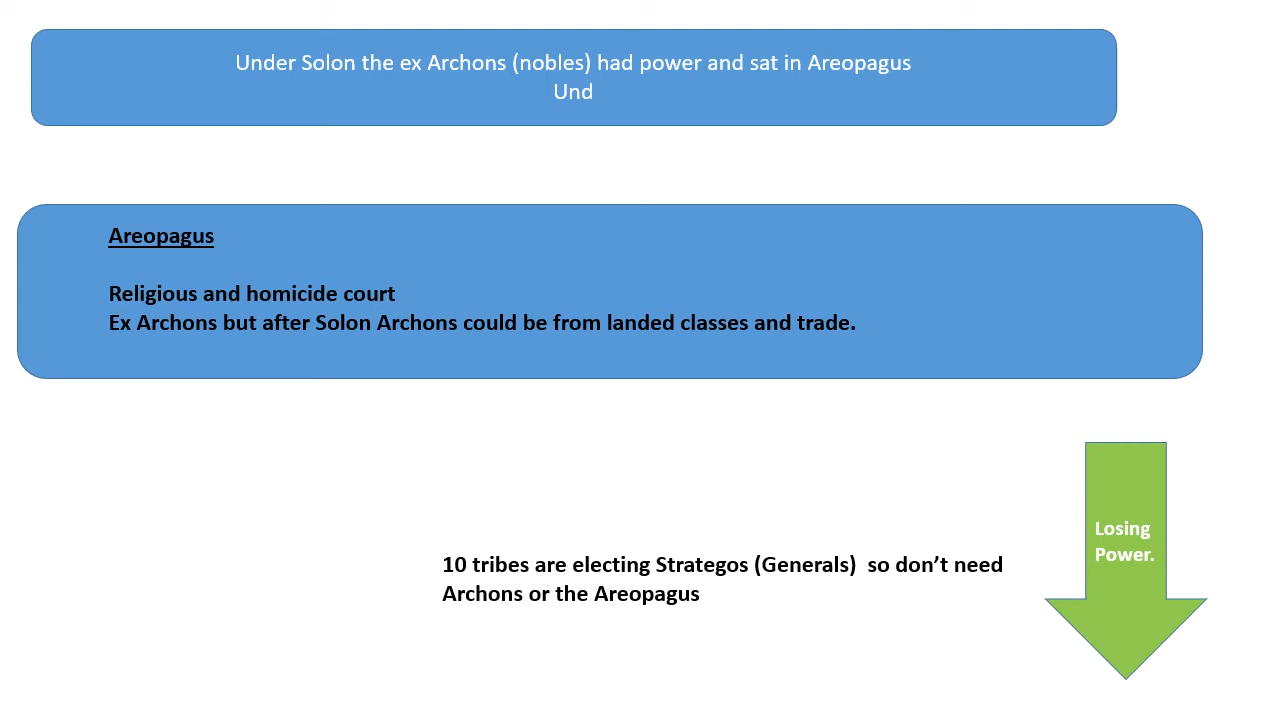 Under Solon the ex Archons (nobles) had power and sat in Areopagus
Und
Areopagus
Religious and homicide court
Ex Archons but after Solon Archons could be from landed classes and trade.
Losing
Power.
10 tribes are electing Strategos (Generals)  so don’t need
Archons or the Areopagus